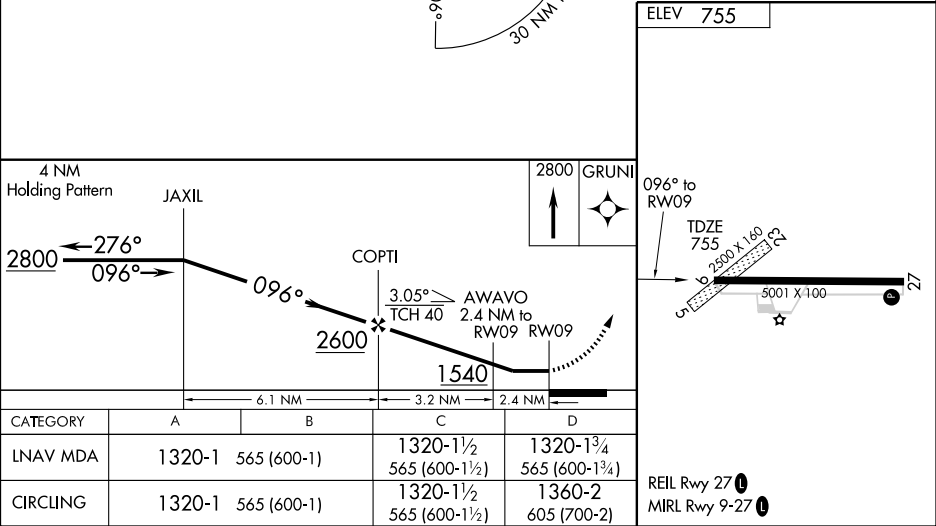 096°
30 NM
ELEV 755
4 NM
Holding Pattern
JAXIL
2800
GRUNI
2800
276°
096°
COPTI
096°
3.05°
TCH 40
AWAVO
2.4 NM to
RW09
RW09
2600
1540
6.1 NM
3.2 NM
2.4 NM
CATEGORY A B C D
LNAV MDA 1320-1 565 (600-1) 1320-1½ 565 (600-1½) 1320-1¾ 565 (600-1¾)
CIRCLING 1320-1 565 (600-1) 1320-1½ 565 (600-1½) 1360-2 605 (700-2)
096° to
RW09
TDZE
755
2500 X 160
23
9
5001 X 100
27
5
P
REIL Rwy 27 L
MIRL Rwy 9-27 L